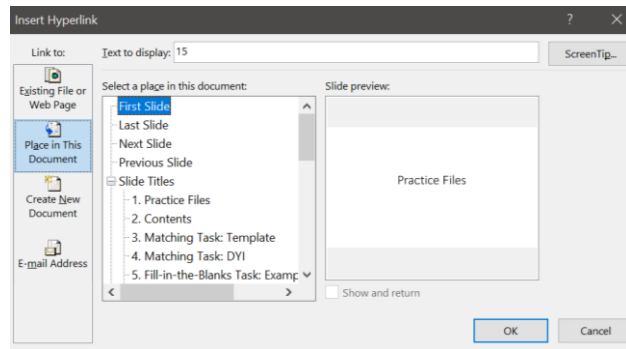 Insert Hyperlink
? ×
Link to:
Text to display: 15
ScreenTip...
Existing File or
Web Page
Place in This
Document
Create New
Document
E-mail Address
Select a place in this document:
First Slide
Last Slide
Next Slide
Previous Slide
Slide Titles
1. Practice Files
2. Contents
3. Matching Task: Template
4. Matching Task: DYI
5. Fill-in-the-Blanks Task: Examp
Slide preview:
Practice Files
Show and return
OK
Cancel